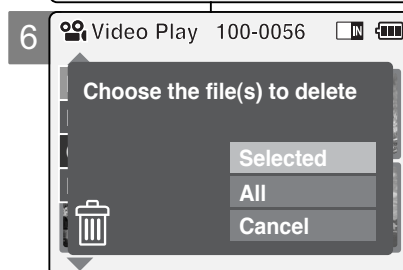 6
Video Play 100-0056 IN
Choose the file(s) to delete
Selected
All
Cancel